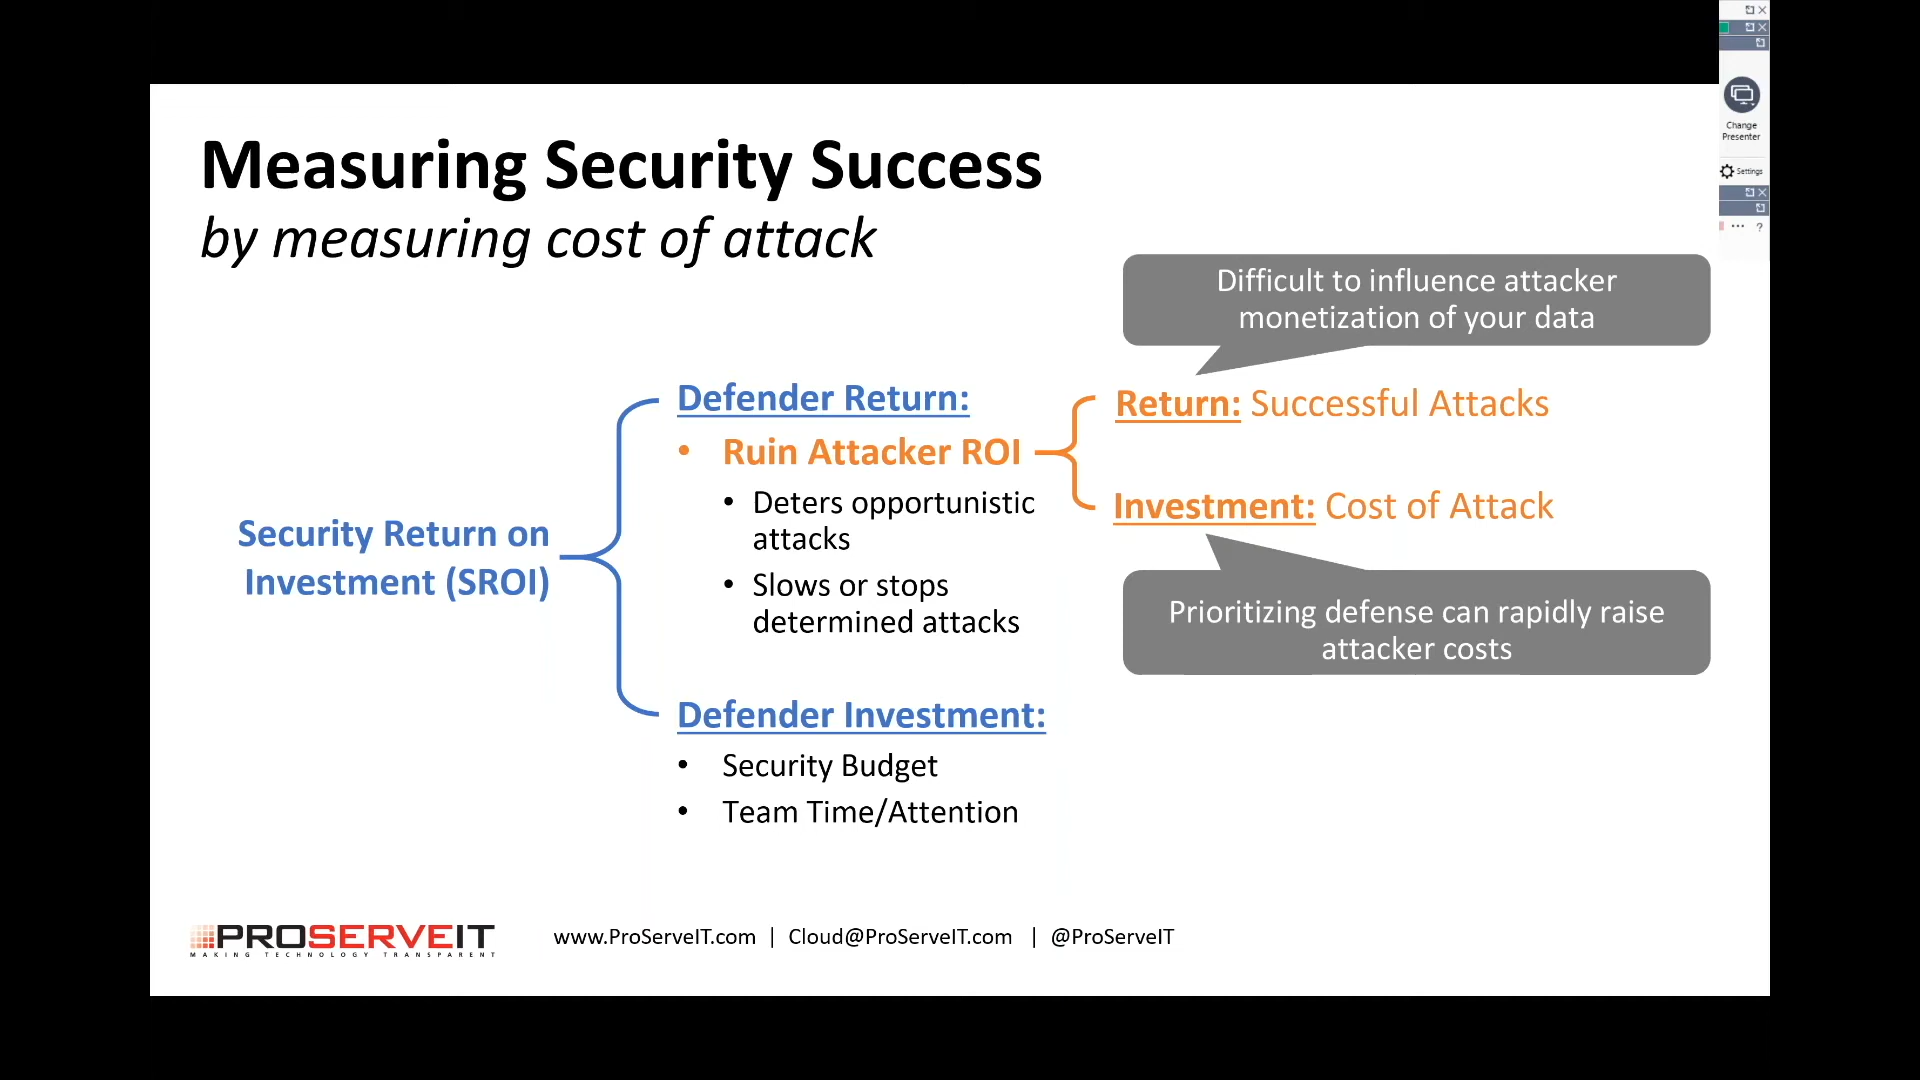 Measuring Security Success
by measuring cost of attack
Change
Presenter
Settings
... ?
Difficult to influence attacker
monetization of your data
Security Return on
Investment (SROI)
Defender Return:
• Ruin Attacker ROI
• Deters opportunistic
attacks
• Slows or stops
determined attacks
Return: Successful Attacks
Investment: Cost of Attack
Prioritizing defense can rapidly raise
attacker costs
Defender Investment:
• Security Budget
• Team Time/Attention
PROSERVEIT
MAKING TECHNOLOGY TRANSPARENT
www.ProServeIT.com | Cloud@ProServeIT.com | @ProServeIT